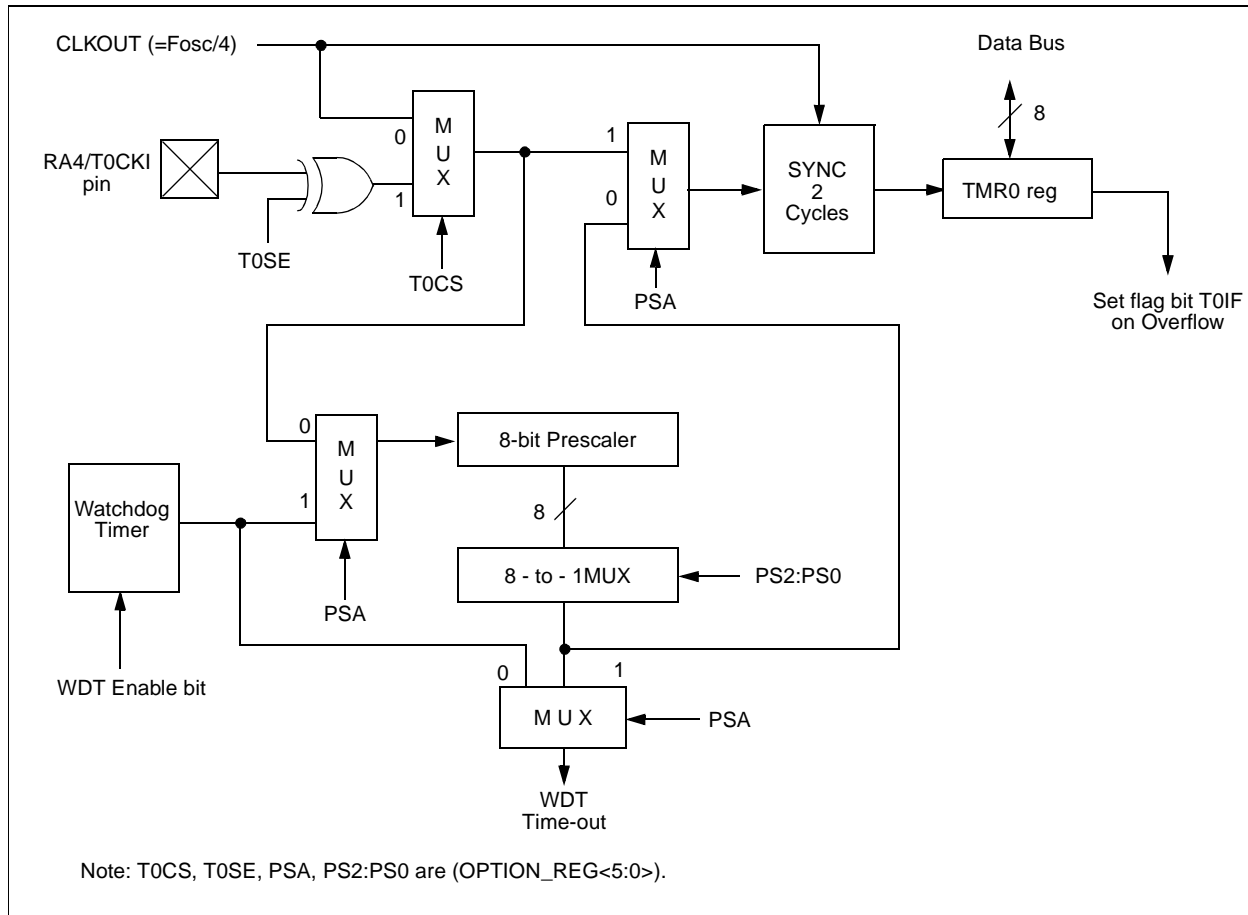 CLKOUT (=Fosc/4)
Data Bus
8
M
U
X
0
1
RA4/T0CKI
pin
T0SE
T0CS
1
0
M
U
X
PSA
SYNC
2
Cycles
TMR0 reg
Set flag bit T0IF
on Overflow
0
1
M
U
X
PSA
8-bit Prescaler
8
Watchdog
Timer
WDT Enable bit
8 - to - 1MUX
PS2:PS0
0
1
M U X
PSA
WDT
Time-out
Note: T0CS, T0SE, PSA, PS2:PS0 are (OPTION_REG<5:0>).